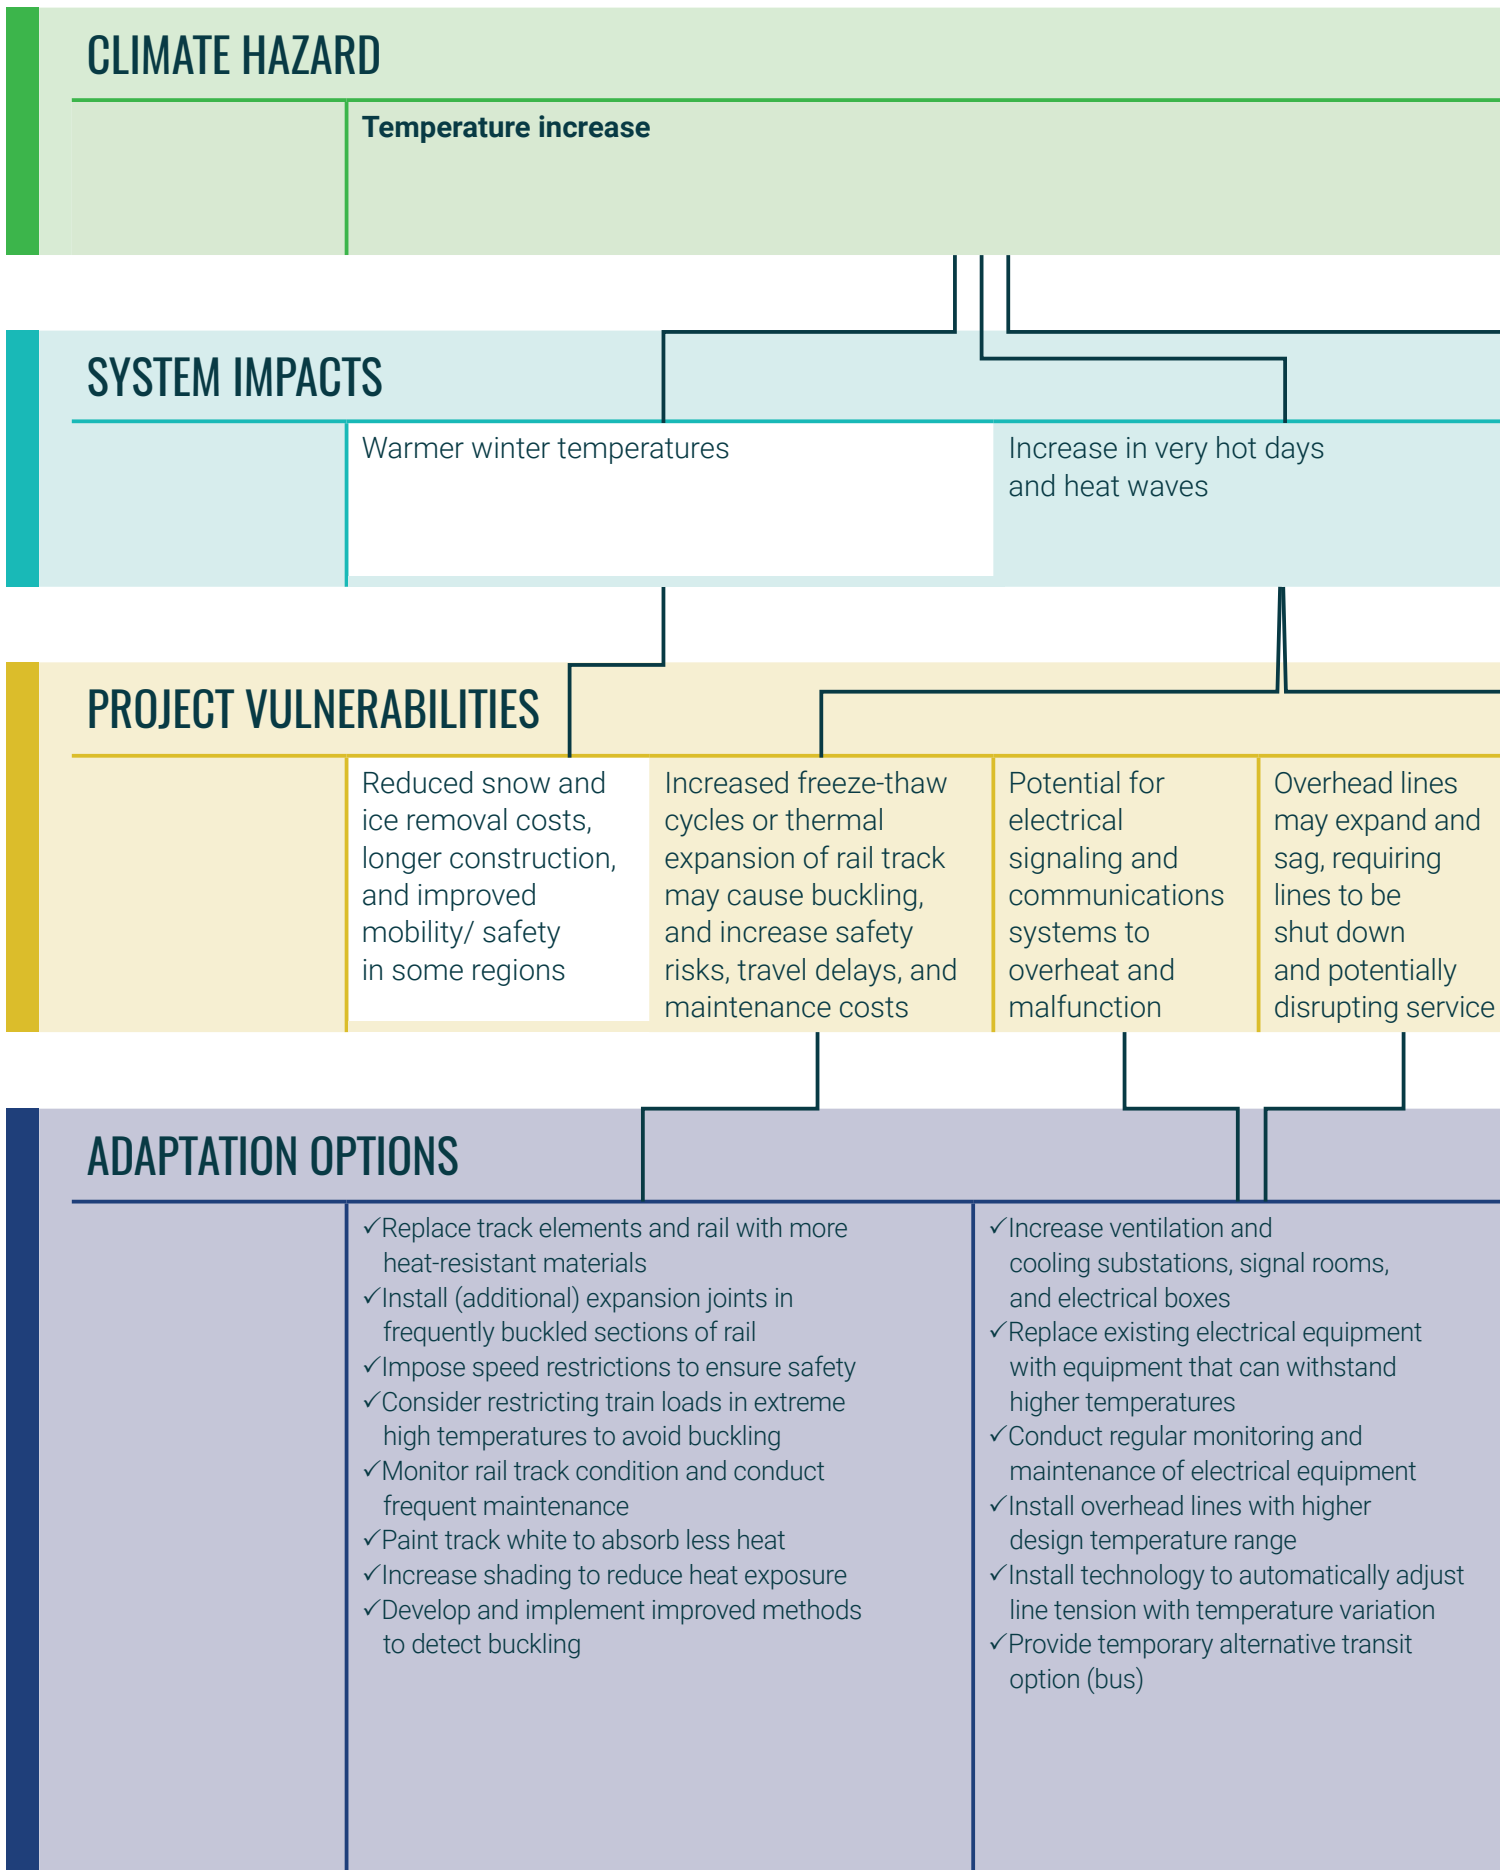 CLIMATE HAZARD
Temperature increase
SYSTEM IMPACTS
Warmer winter temperatures
Increase in very hot days
and heat waves
PROJECT VULNERABILITIES
Reduced snow and
ice removal costs,
longer construction,
and improved
mobility/ safety
in some regions
Increased freeze-thaw
cycles or thermal
expansion of rail track
may cause buckling,
and increase safety
risks, travel delays, and
maintenance costs
Potential for
electrical
signaling and
communications
systems to
overheat and
malfunction
Overhead lines
may expand and
sag, requiring
lines to be
shut down
and potentially
disrupting service
ADAPTATION OPTIONS
✓Replace track elements and rail with more
heat-resistant materials
✓Install (additional) expansion joints in
frequently buckled sections of rail
✓Impose speed restrictions to ensure safety
✓Consider restricting train loads in extreme
high temperatures to avoid buckling
✓Monitor rail track condition and conduct
frequent maintenance
✓Paint track white to absorb less heat
✓Increase shading to reduce heat exposure
✓Develop and implement improved methods
to detect buckling
✓Increase ventilation and
cooling substations, signal rooms,
and electrical boxes
✓Replace existing electrical equipment
with equipment that can withstand
higher temperatures
✓Conduct regular monitoring and
maintenance of electrical equipment
✓Install overhead lines with higher
design temperature range
✓Install technology to automatically adjust
line tension with temperature variation
✓Provide temporary alternative transit
option (bus)